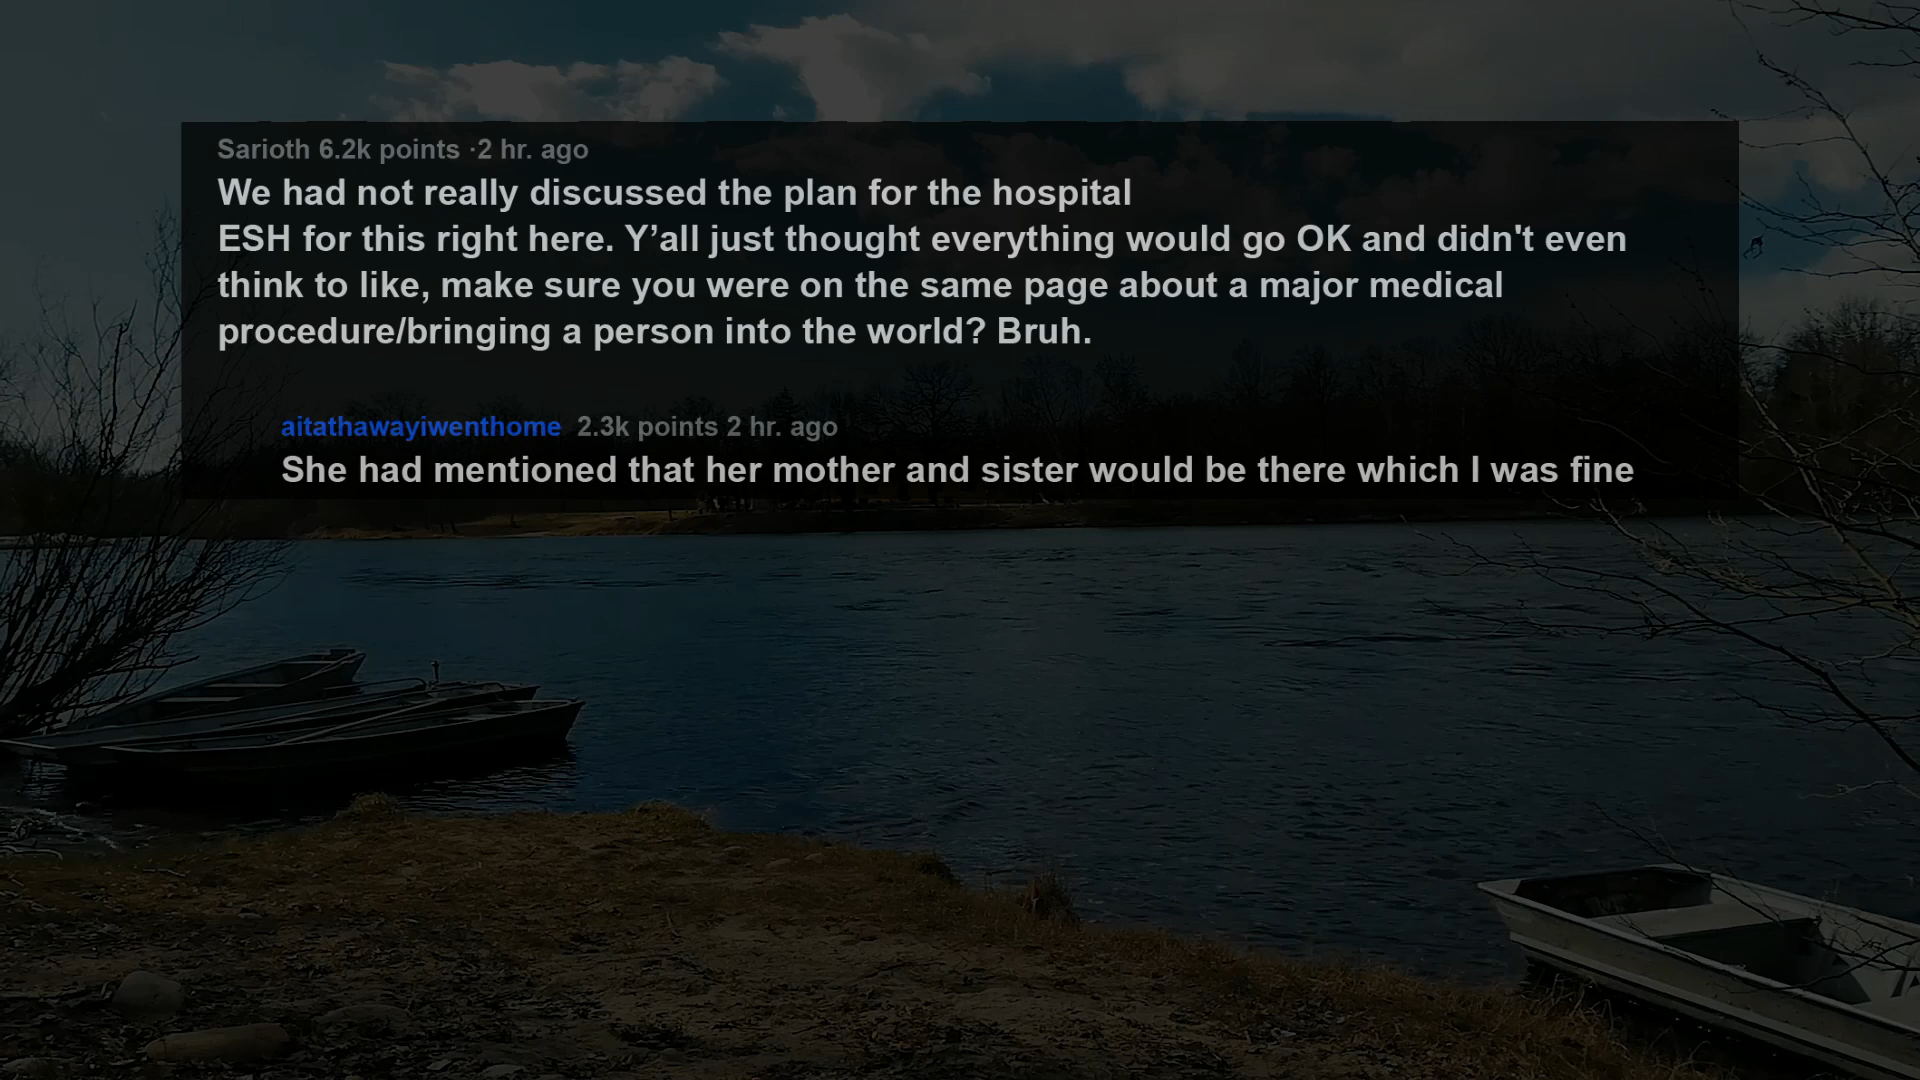 Sarioth 6.2k points ·2 hr. ago
We had not really discussed the plan for the hospital
ESH for this right here. Y’all just thought everything would go OK and didn't even
think to like, make sure you were on the same page about a major medical
procedure/bringing a person into the world? Bruh.
aitathawayiwenthome 2.3k points 2 hr. ago
She had mentioned that her mother and sister would be there which I was fine